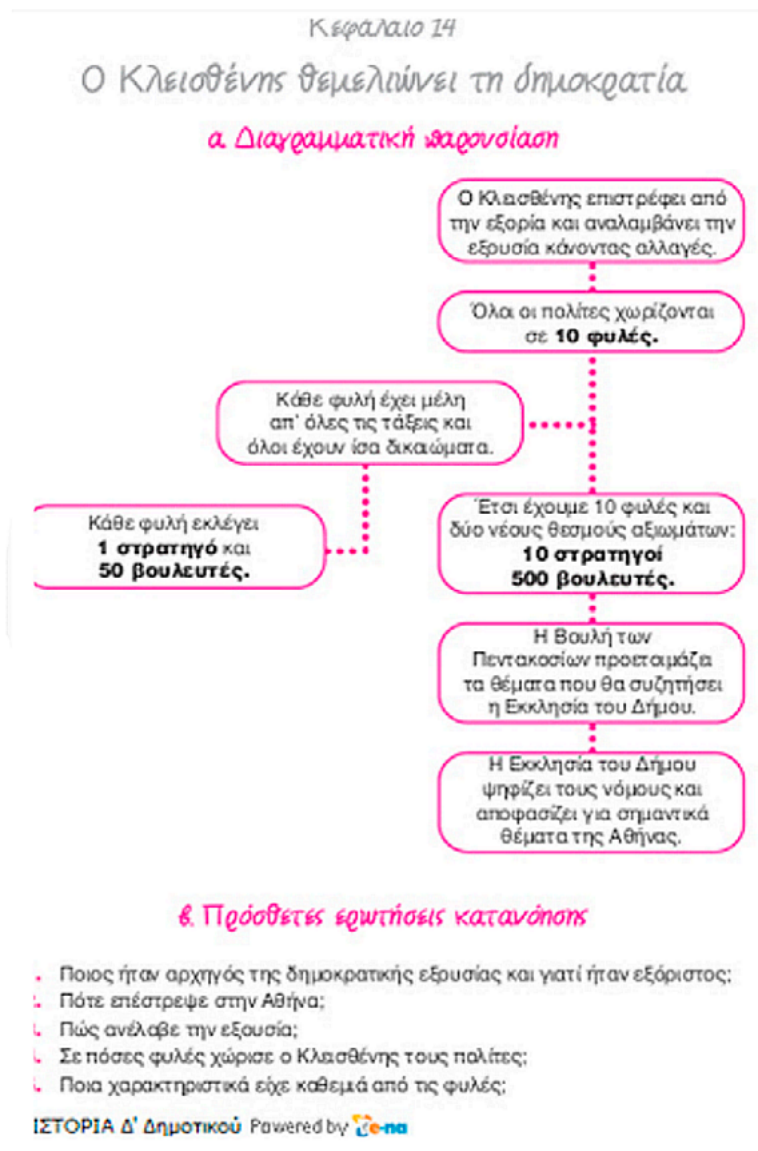 Κεφάλαιο 14
Ο Κλεισθένης θεμελιώνει τη δημοκρατία
α. Διαγραμματική παρουσίαση
Ο Κλεισθένης επιστρέφει από
την εξορία και αναλαμβάνει την
εξουσία κάνοντας αλλαγές.
Όλοι οι πολίτες χωρίζονται
σε 10 φυλές.
Κάθε φυλή έχει μέλη
απ' όλες τις τάξεις και
όλοι έχουν ίσα δικαιώματα.
Κάθε φυλή εκλέγει
1 στρατηγό και
50 βουλευτές.
Έτσι έχουμε 10 φυλές και
δύο νέους θεσμούς αξιωμάτων:
10 στρατηγοί
500 βουλευτές.
Η Βουλή των
Πεντακοσίων προετοιμάζει
τα θέματα που θα συζητήσει
η Εκκλησία του Δήμου.
Η Εκκλησία του Δήμου
ψηφίζει τους νόμους και
αποφασίζει για σημαντικά
θέματα της Αθήνας.
β. Πρόσθετες ερωτήσεις κατανόησης
Ποιος ήταν αρχηγός της δημοκρατικής εξουσίας και γιατί ήταν εξόριστος;
Πότε επέστρεψε στην Αθήνα;
Πώς ανέλαβε την εξουσία;
Σε πόσες φυλές χώρισε ο Κλεισθένης τους πολίτες;
Ποια χαρακτηριστικά είχε καθεμιά από τις φυλές;
ΙΣΤΟΡΙΑ Δ' Δημοτικού Powered by e-na